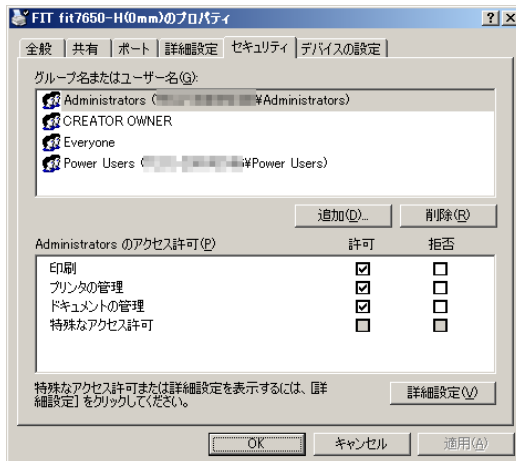 FIT fit7650-H(0mm)のプロパティ
全般 共有 ポート 詳細設定 セキュリティ デバイスの設定
グループ名またはユーザー名(G):
Administrators ( ¥Administrators)
CREATOR OWNER
Everyone
Power Users ( ¥Power Users)
追加(D)... 削除(R)
Administrators のアクセス許可(P) 許可 拒否
印刷
プリンタの管理
ドキュメントの管理
特殊なアクセス許可
特殊なアクセス許可または詳細設定を表示するには、[詳
細設定] をクリックしてください。
詳細設定(V)
OK キャンセル 適用(A)